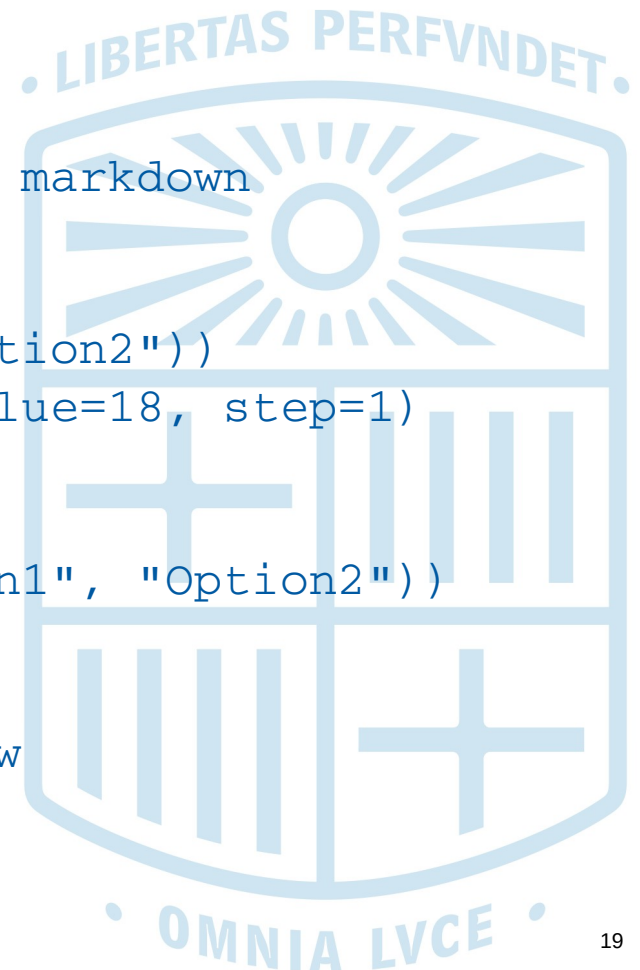 • LIBERTAS PERFVNDET •
markdown
tion2"))
lue=18, step=1)
n1", "Option2"))
w
• OMNIA LVCE •
19